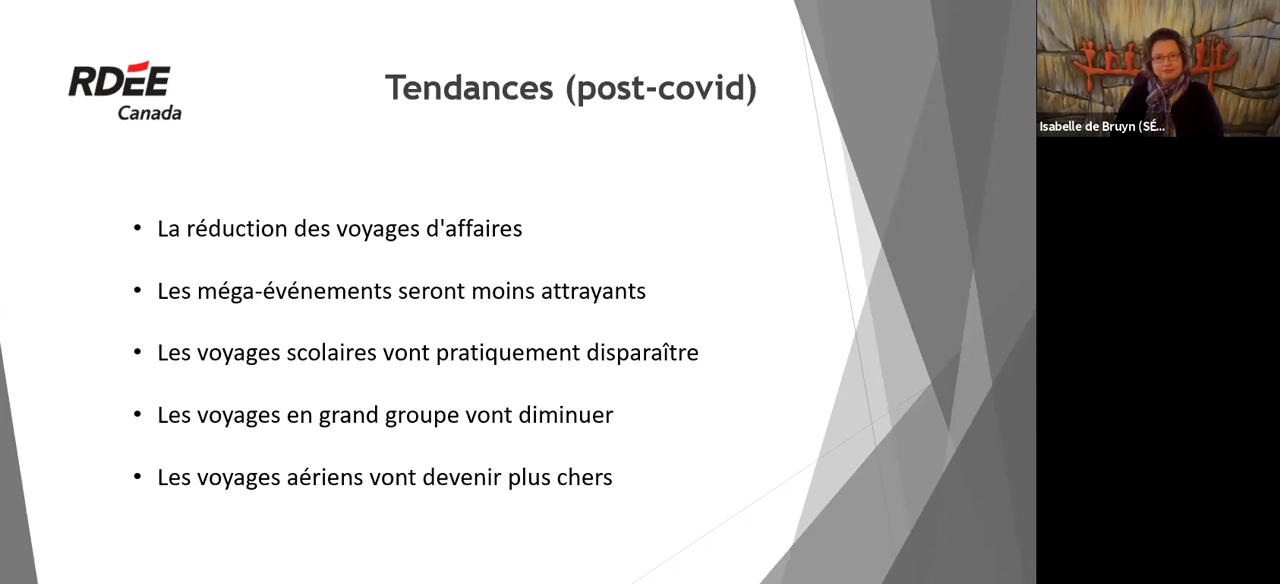 RDÉE
Canada
Tendances (post-covid)
• La réduction des voyages d'affaires
• Les méga-événements seront moins attrayants
• Les voyages scolaires vont pratiquement disparaître
• Les voyages en grand groupe vont diminuer
• Les voyages aériens vont devenir plus chers
Isabelle de Bruyn (SÉ...